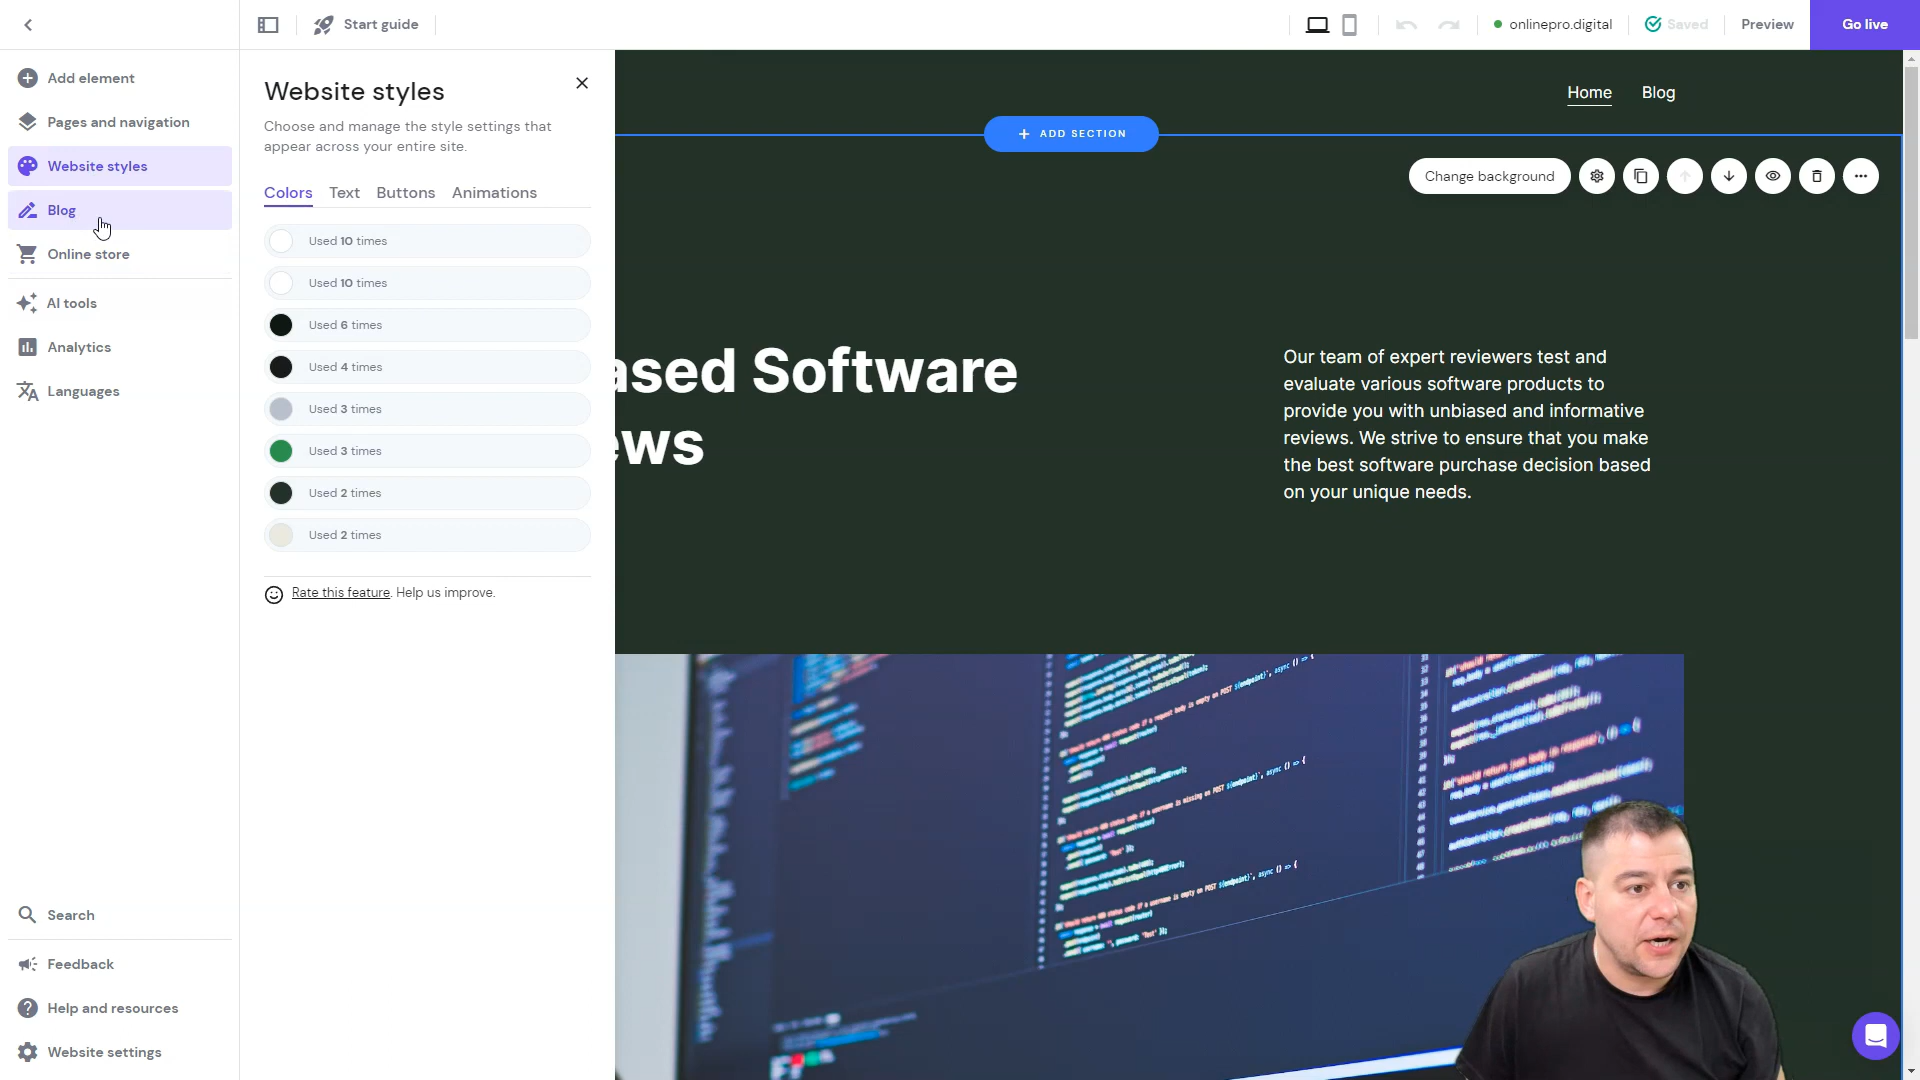 Start guide
onlinepro.digital
Saved
Preview
Go live
Add element
Pages and navigation
Website styles
Blog
Online store
AI tools
Analytics
Languages
Search
Feedback
Help and resources
Website settings
Website styles
Choose and manage the style settings that
appear across your entire site.
Colors Text Buttons Animations
Used 10 times
Used 10 times
Used 6 times
Used 4 times
Used 3 times
Used 3 times
Used 2 times
Used 2 times
Rate this feature. Help us improve.
Home Blog
+ ADD SECTION
Change background
ased Software
ews
Our team of expert reviewers test and
evaluate various software products to
provide you with unbiased and informative
reviews. We strive to ensure that you make
the best software purchase decision based
on your unique needs.